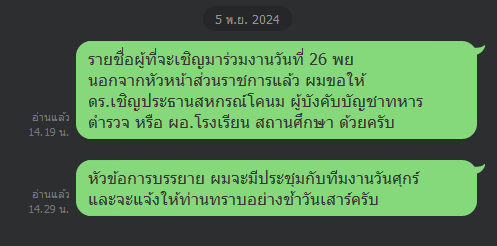 5 พ.ย. 2024
รายชื่อผู้ที่จะเชิญมาร่วมงานวันที่ 26 พย
นอกจากหัวหน้าส่วนราชการแล้ว ผมขอให้
ดร.เชิญประธานสหกรณ์โคนม ผู้บังคับบัญชาทหาร
ตำรวจ หรือ ผอ.โรงเรียน สถานศึกษา ด้วยครับ
อ่านแล้ว
14.19 น.
หัวข้อการบรรยาย ผมจะมีประชุมกับทีมงานวันศุกร์
และจะแจ้งให้ท่านทราบอย่างช้าวันเสาร์ครับ
อ่านแล้ว
14.29 น.